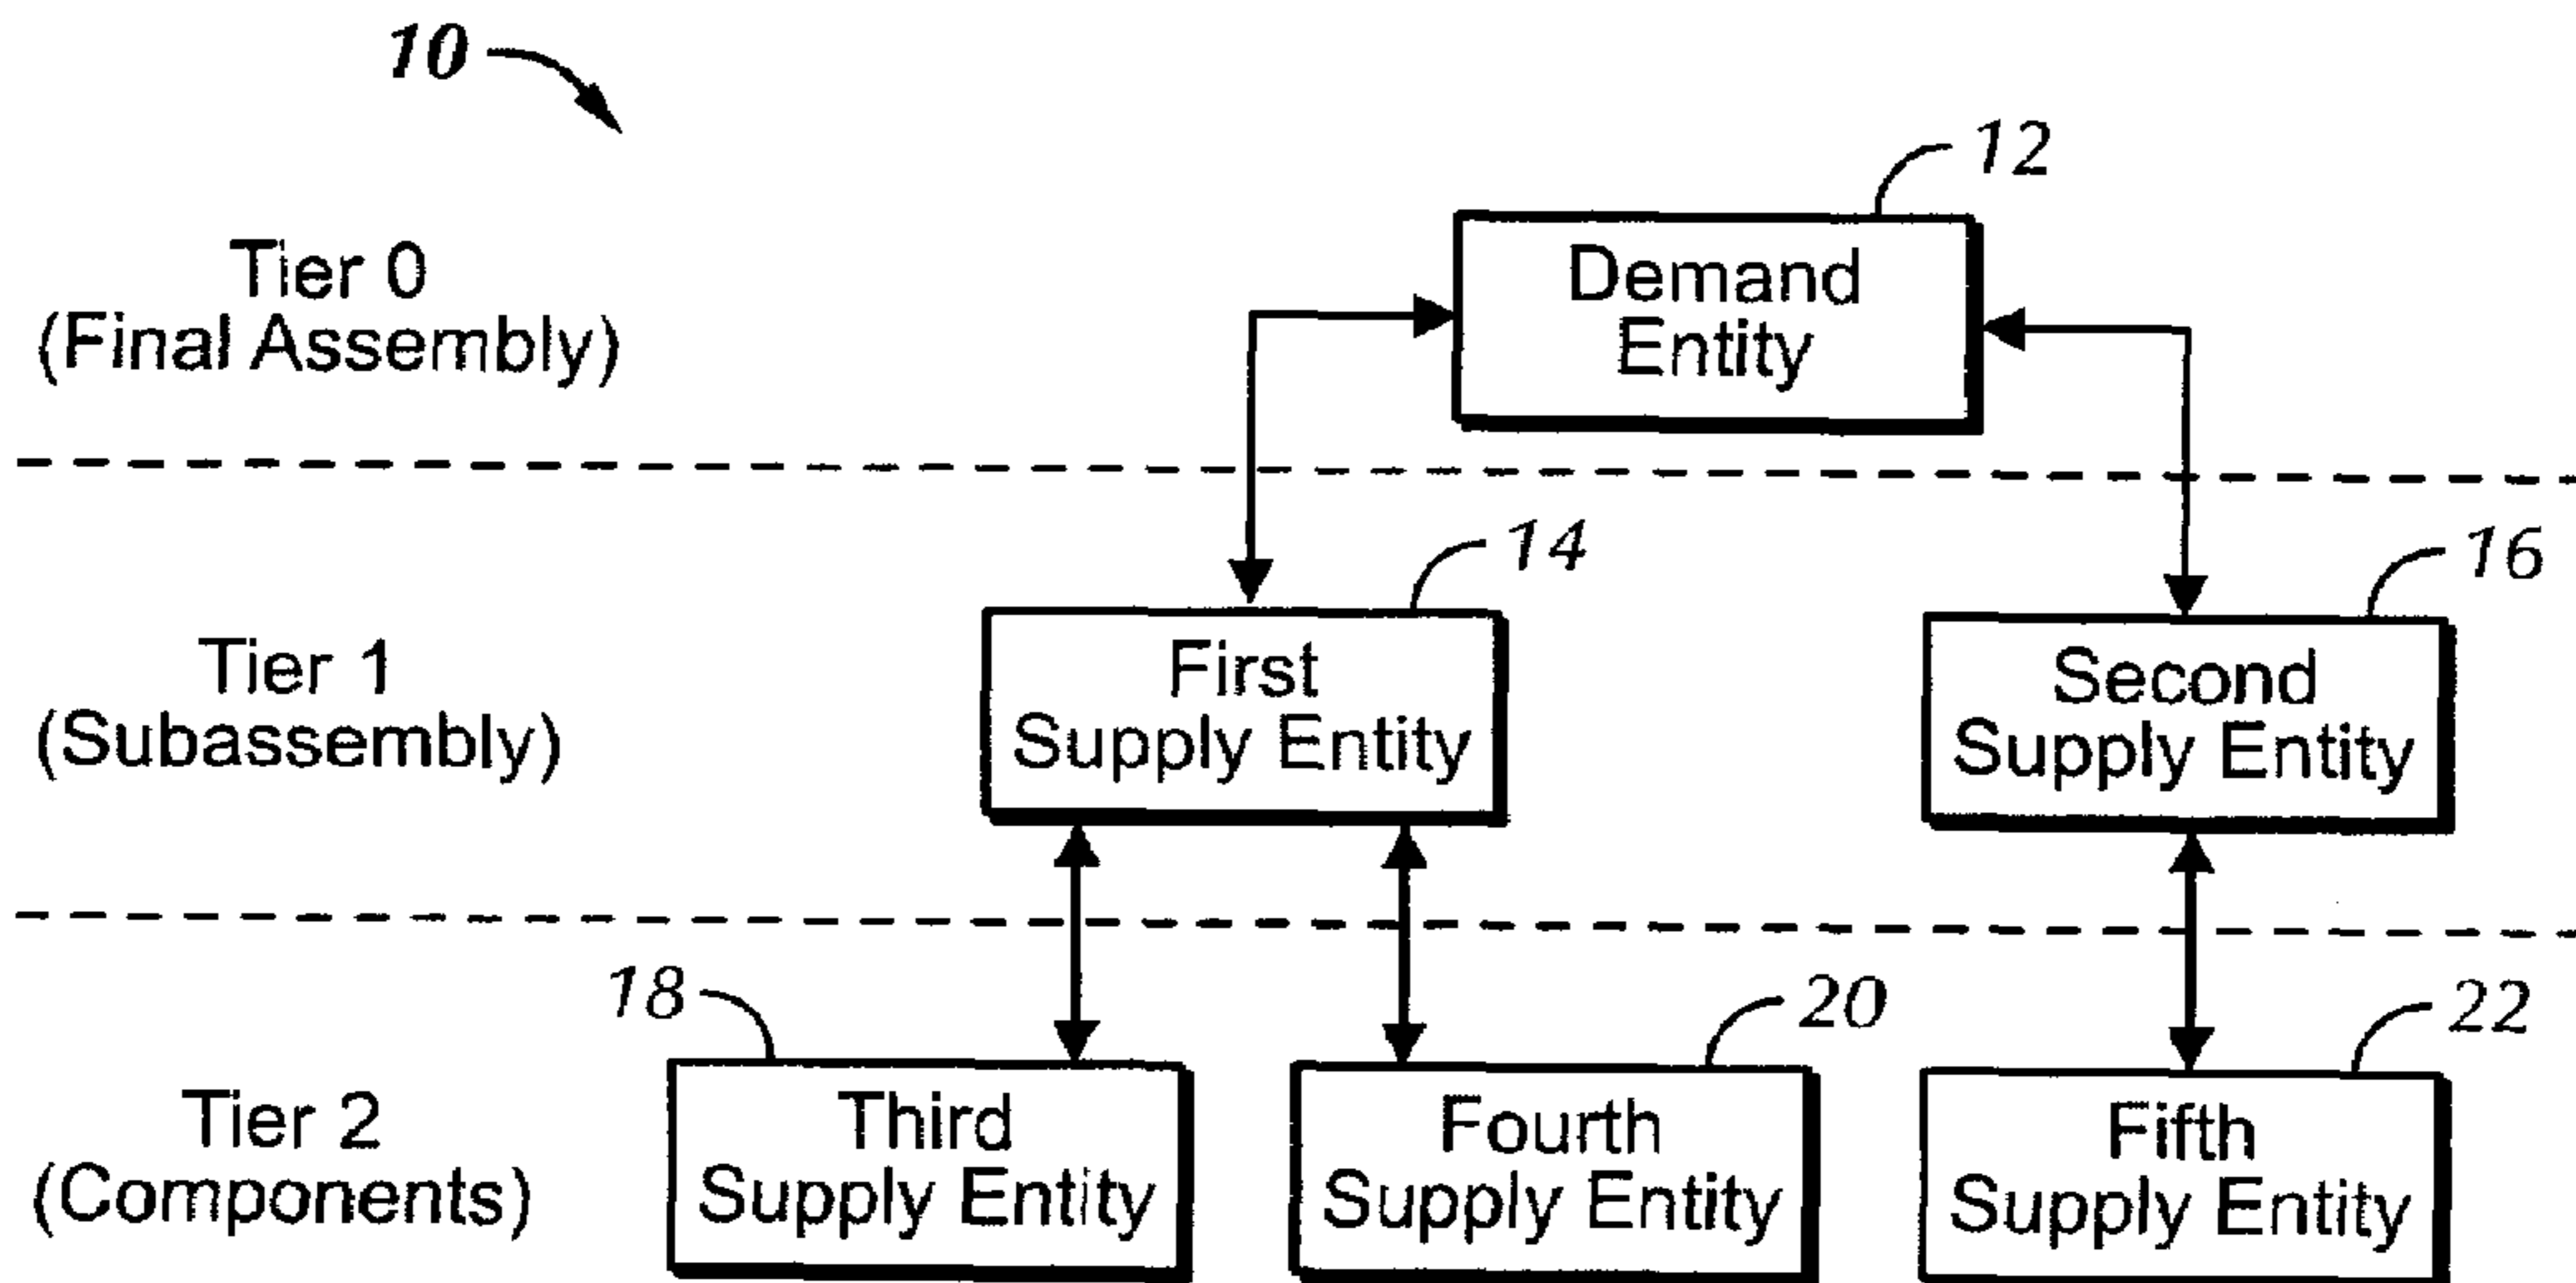 10
12
Tier 0
(Final Assembly)
Demand
Entity
14
16
Tier 1
(Subassembly)
First
Supply Entity
Second
Supply Entity
18
20
22
Tier 2
(Components)
Third
Supply Entity
Fourth
Supply Entity
Fifth
Supply Entity